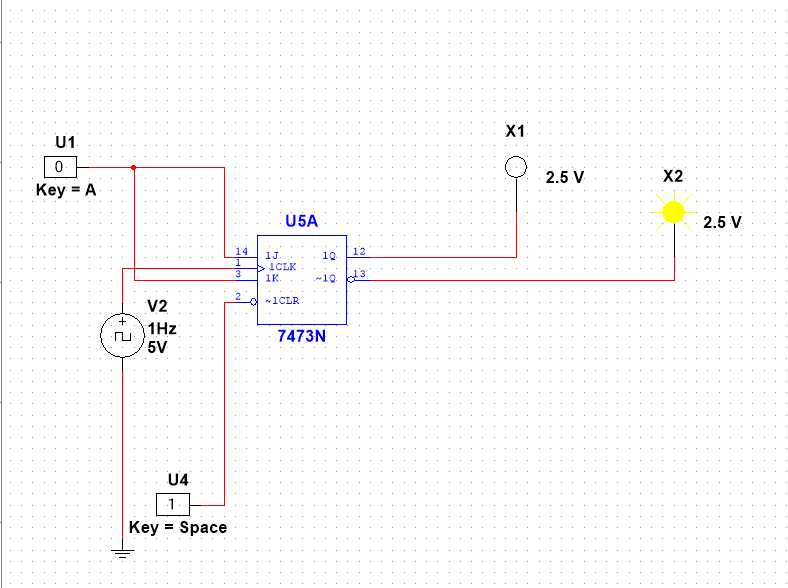 X1
U1
0
2.5 V
X2
Key = A
2.5 V
U5A
14 1J 1Q 12
1 1CLK
3 1K ~1Q 13
2 ~1CLR
V2
1Hz
5V
+
7473N
U4
1
Key = Space